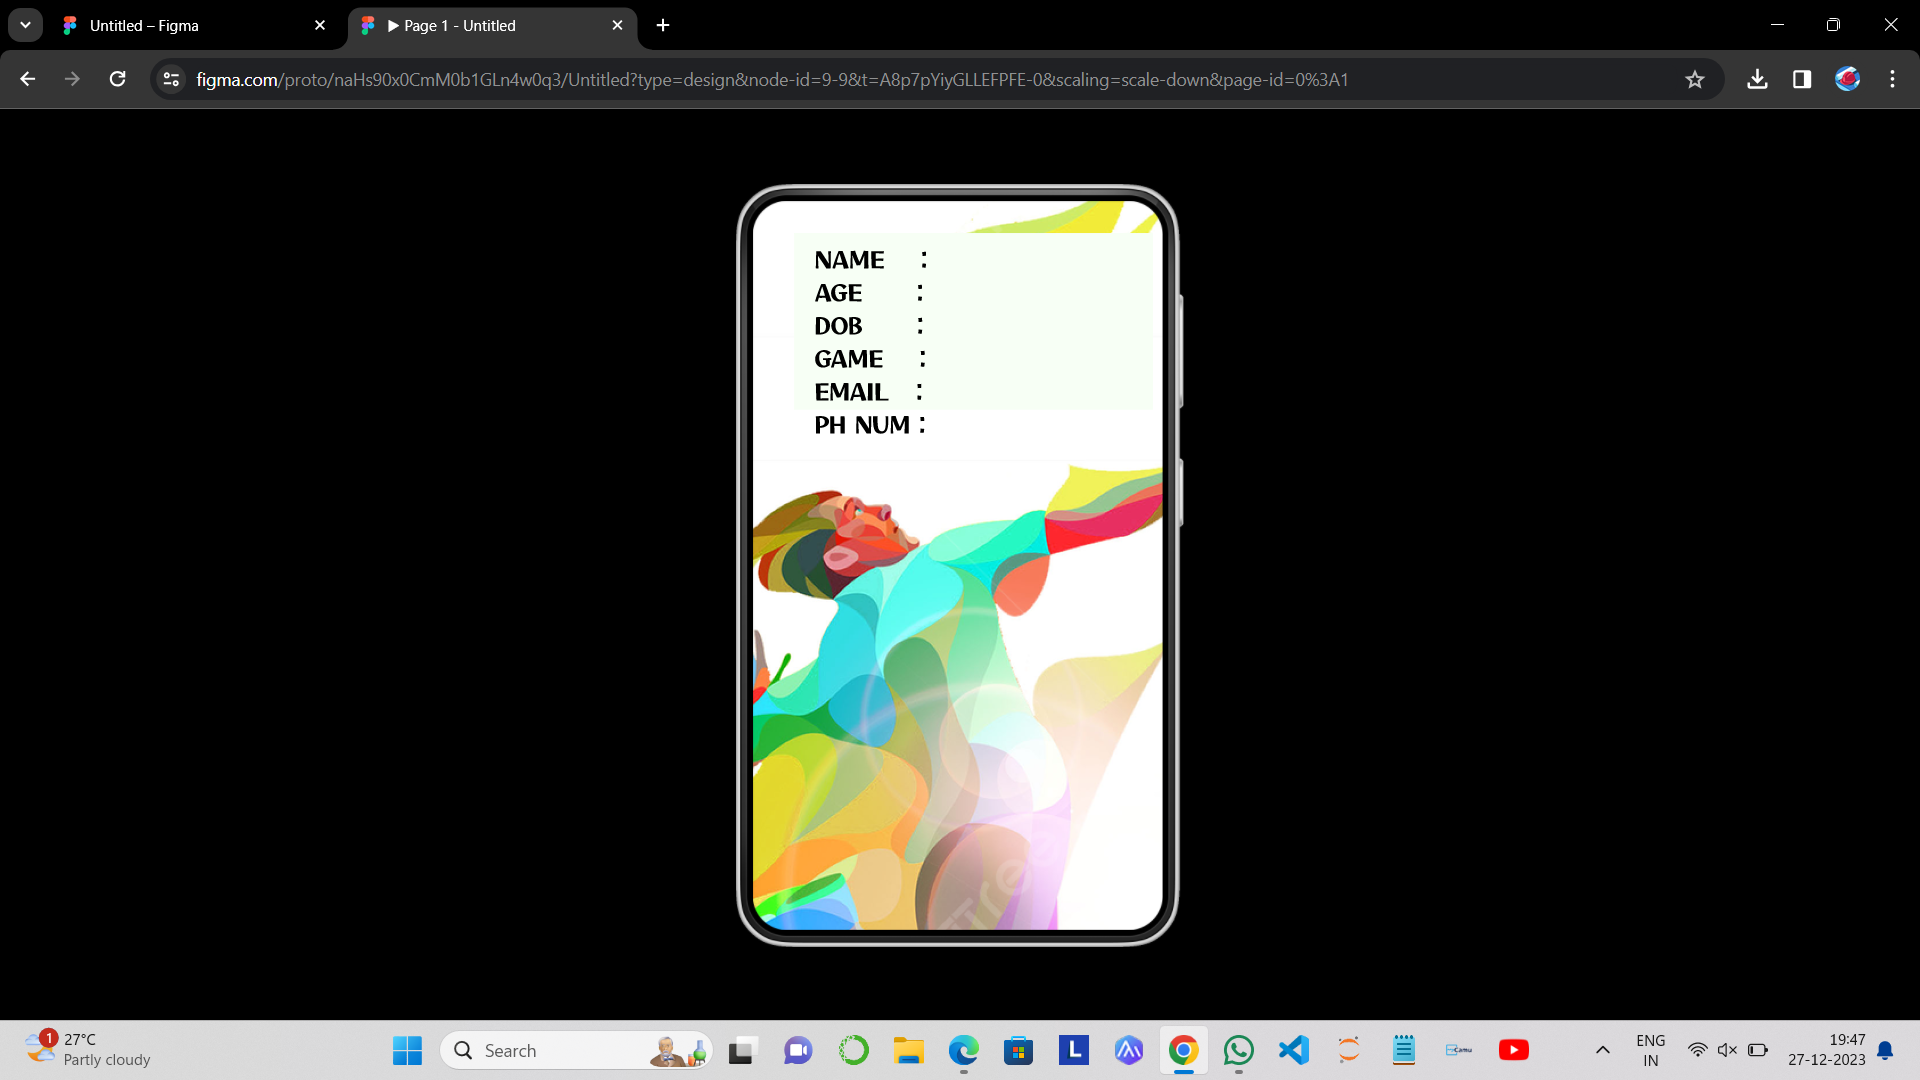 Untitled – Figma
▶ Page 1 - Untitled
figma.com/proto/naHs90x0CmM0b1GLn4w0q3/Untitled?type=design&node-id=9-9&t=A8p7pYiyGLLEFPFE-0&scaling=scale-down&page-id=0%3A1
NAME :
AGE :
DOB :
GAME :
EMAIL :
PH NUM :
1
27°C
Partly cloudy
Search
L
Camu
ENG
IN
19:47
27-12-2023